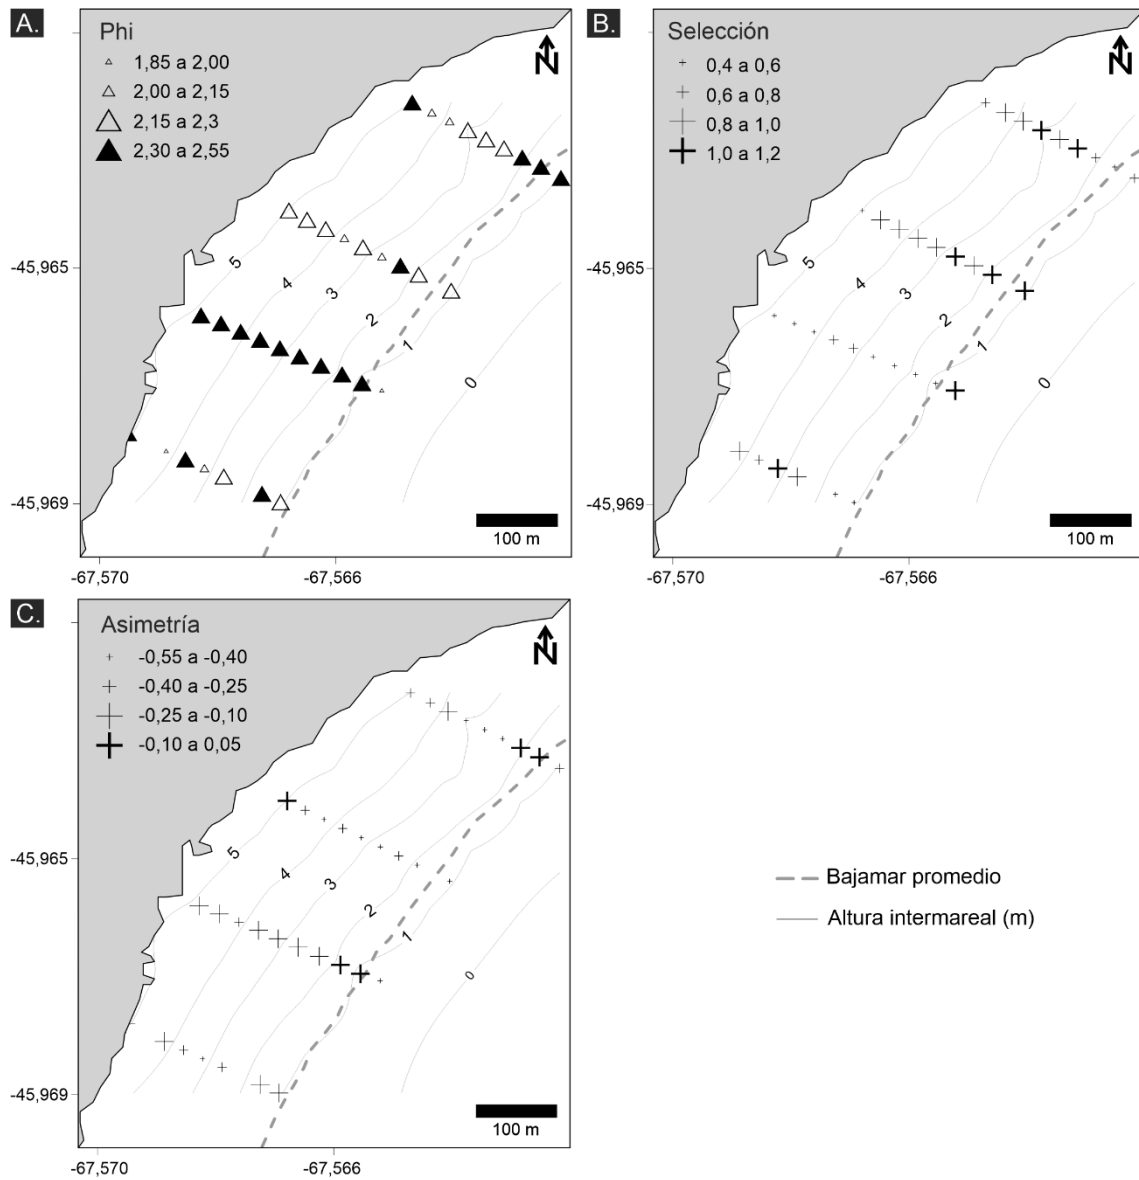 A.
Phi
1,85 a 2,00
2,00 a 2,15
2,15 a 2,3
2,30 a 2,55
N
5
4
3
2
1
0
-45,965
-45,969
100 m
-67,570
-67,566
B.
Selección
0,4 a 0,6
0,6 a 0,8
0,8 a 1,0
1,0 a 1,2
N
5
4
3
2
1
0
-45,965
-45,969
100 m
-67,570
-67,566
C.
Asimetría
-0,55 a -0,40
-0,40 a -0,25
-0,25 a -0,10
-0,10 a 0,05
N
5
4
3
2
1
0
-45,965
-45,969
100 m
-67,570
-67,566
Bajamar promedio
Altura intermareal (m)